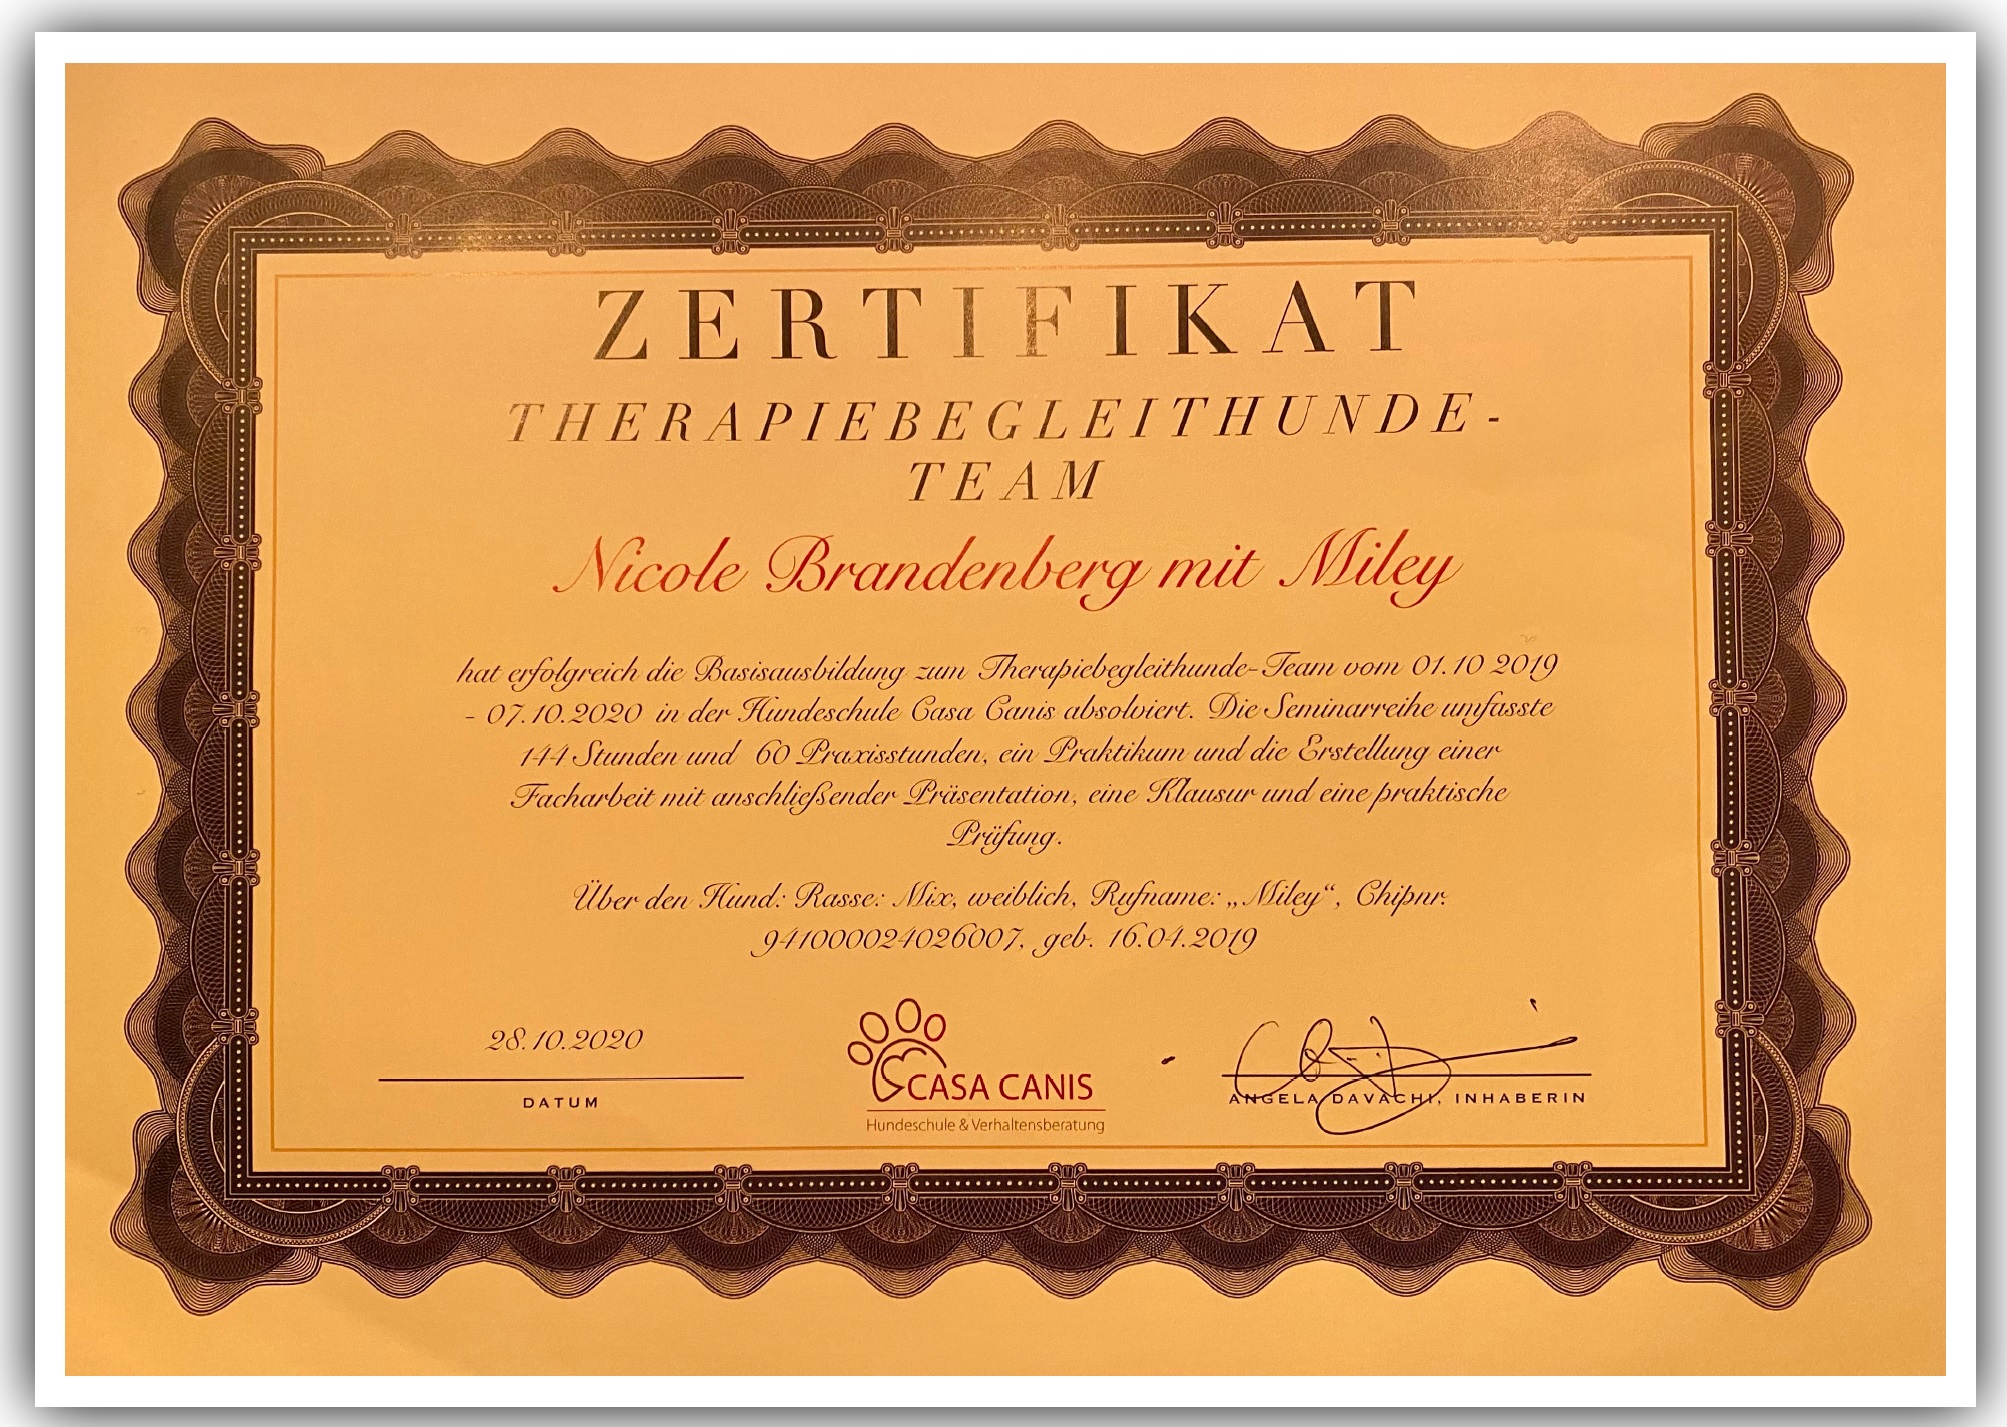 ZERTIFIKAT
THERAPIEBEGLEITHUNDE-
TEAM
Nicole Brandenberg mit Miley
hat erfolgreich die Basisausbildung zum Therapiebegleithunde-Team vom 01.10 2019
- 07.10.2020 in der Hundeschule Casa Canis absolviert. Die Seminarreihe umfasste
144 Stunden und 60 Praxisstunden, ein Praktikum und die Erstellung einer
Facharbeit mit anschließender Präsentation, eine Klausur und eine praktische
Prüfung.
Über den Hund: Rasse: Mix, weiblich, Rufname: „Miley“, Chipnr.
941000024026007, geb. 16.04.2019
28.10.2020
DATUM
CASA CANIS
Hundeschule & Verhaltensberatung
ANGELA DAVACHI, INHABERIN